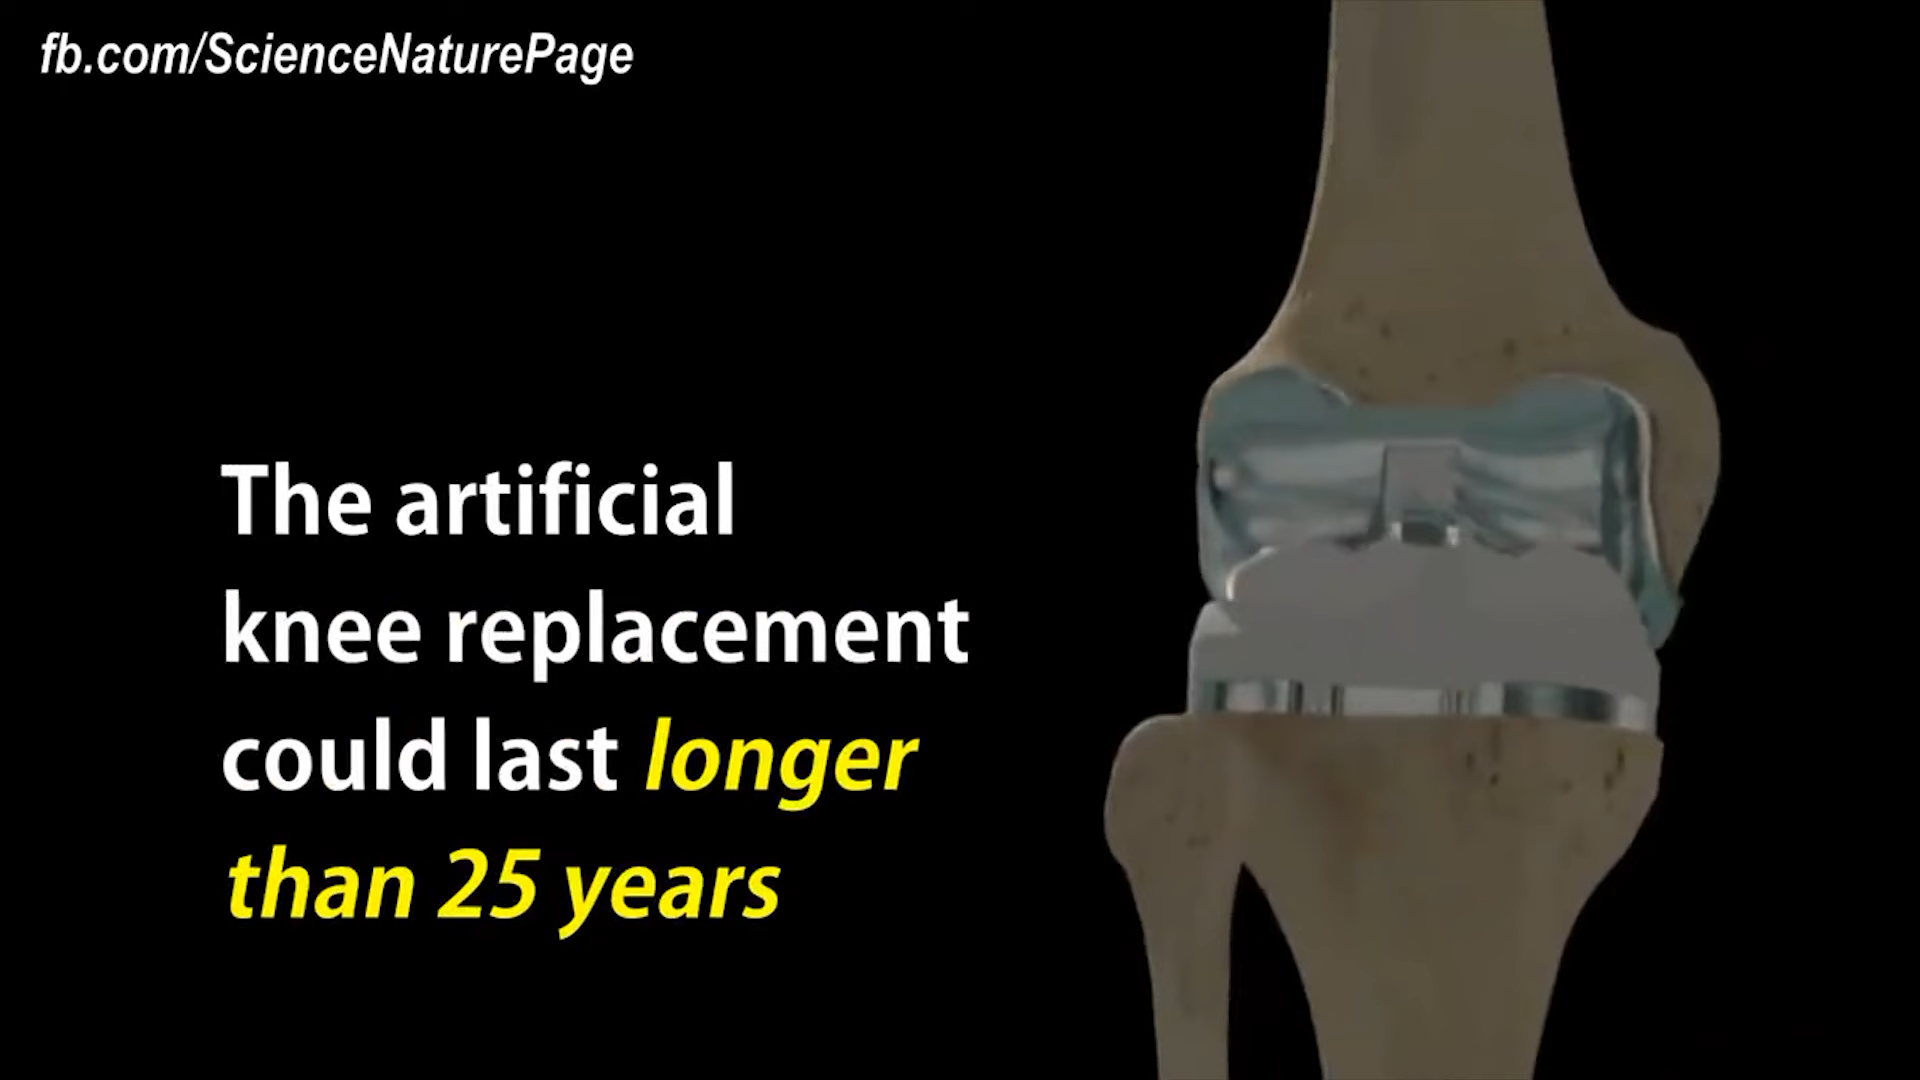 fb.com/ScienceNaturePage
The artificial
knee replacement
could last longer
than 25 years